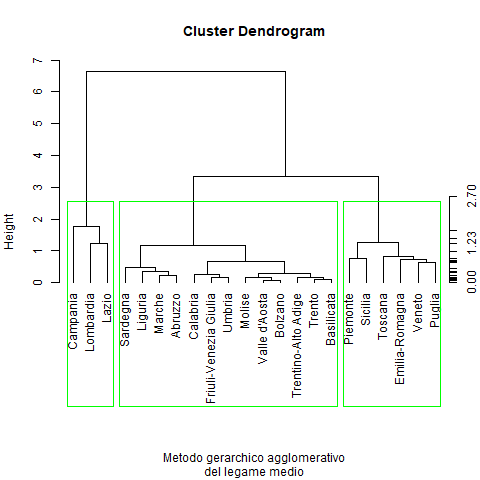 Cluster Dendrogram
Height
7
6
5
4
3
2
1
0
2.70
1.23
0.00
Campania
Lombardia
Lazio
Sardegna
Liguria
Marche
Abruzzo
Calabria
Friuli-Venezia Giulia
Umbria
Molise
Valle d'Aosta
Bolzano
Trentino-Alto Adige
Trento
Basilicata
Piemonte
Sicilia
Toscana
Emilia-Romagna
Veneto
Puglia
Metodo gerarchico agglomerativo
del legame medio